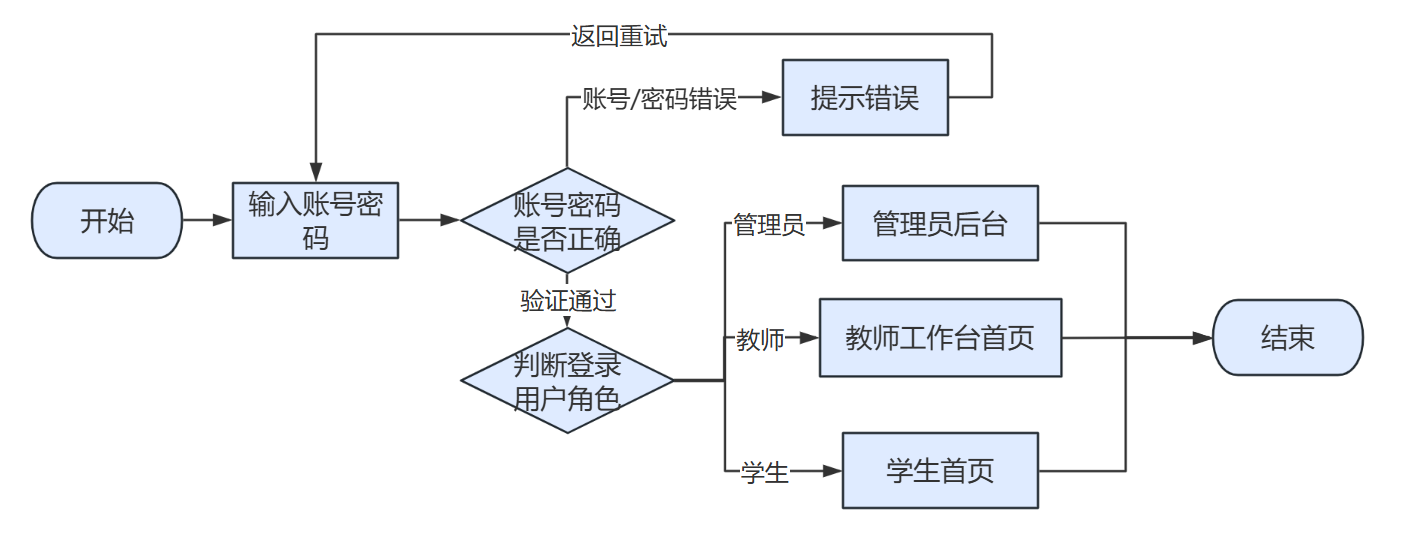 返回重试
账号/密码错误
提示错误
开始
输入账号密
码
账号密码
是否正确
管理员
管理员后台
验证通过
教师
教师工作台首页
结束
判断登录
用户角色
学生
学生首页